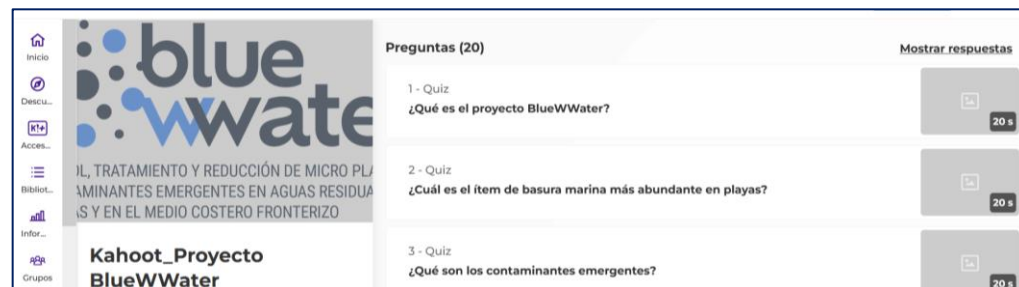 Inicio
Descu...
K!+
Acces...
Bibliot...
Infor...
Grupos
blue
wwate
OL, TRATAMIENTO Y REDUCCIÓN DE MICRO PLA
AMINANTES EMERGENTES EN AGUAS RESIDUA
AS Y EN EL MEDIO COSTERO FRONTERIZO
Kahoot_Proyecto
BlueWWater
Preguntas (20)
Mostrar respuestas
1 - Quiz
¿Qué es el proyecto BlueWWater?
20 s
2 - Quiz
¿Cuál es el ítem de basura marina más abundante en playas?
20 s
3 - Quiz
¿Qué son los contaminantes emergentes?
20 s